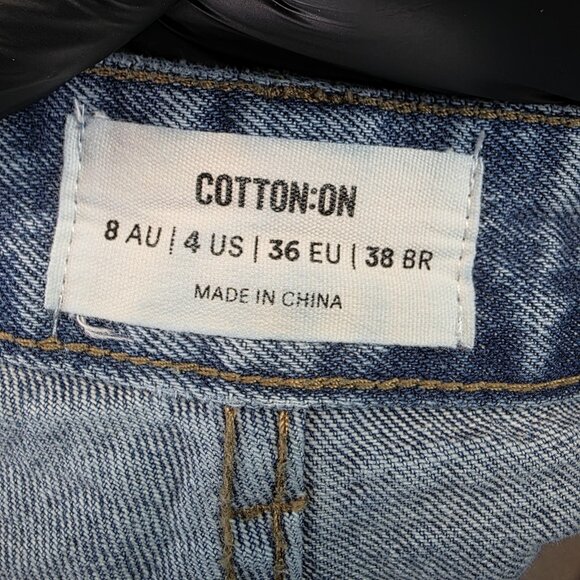 COTTON:ON
8 AU | 4 US | 36 EU | 38 BR
MADE IN CHINA